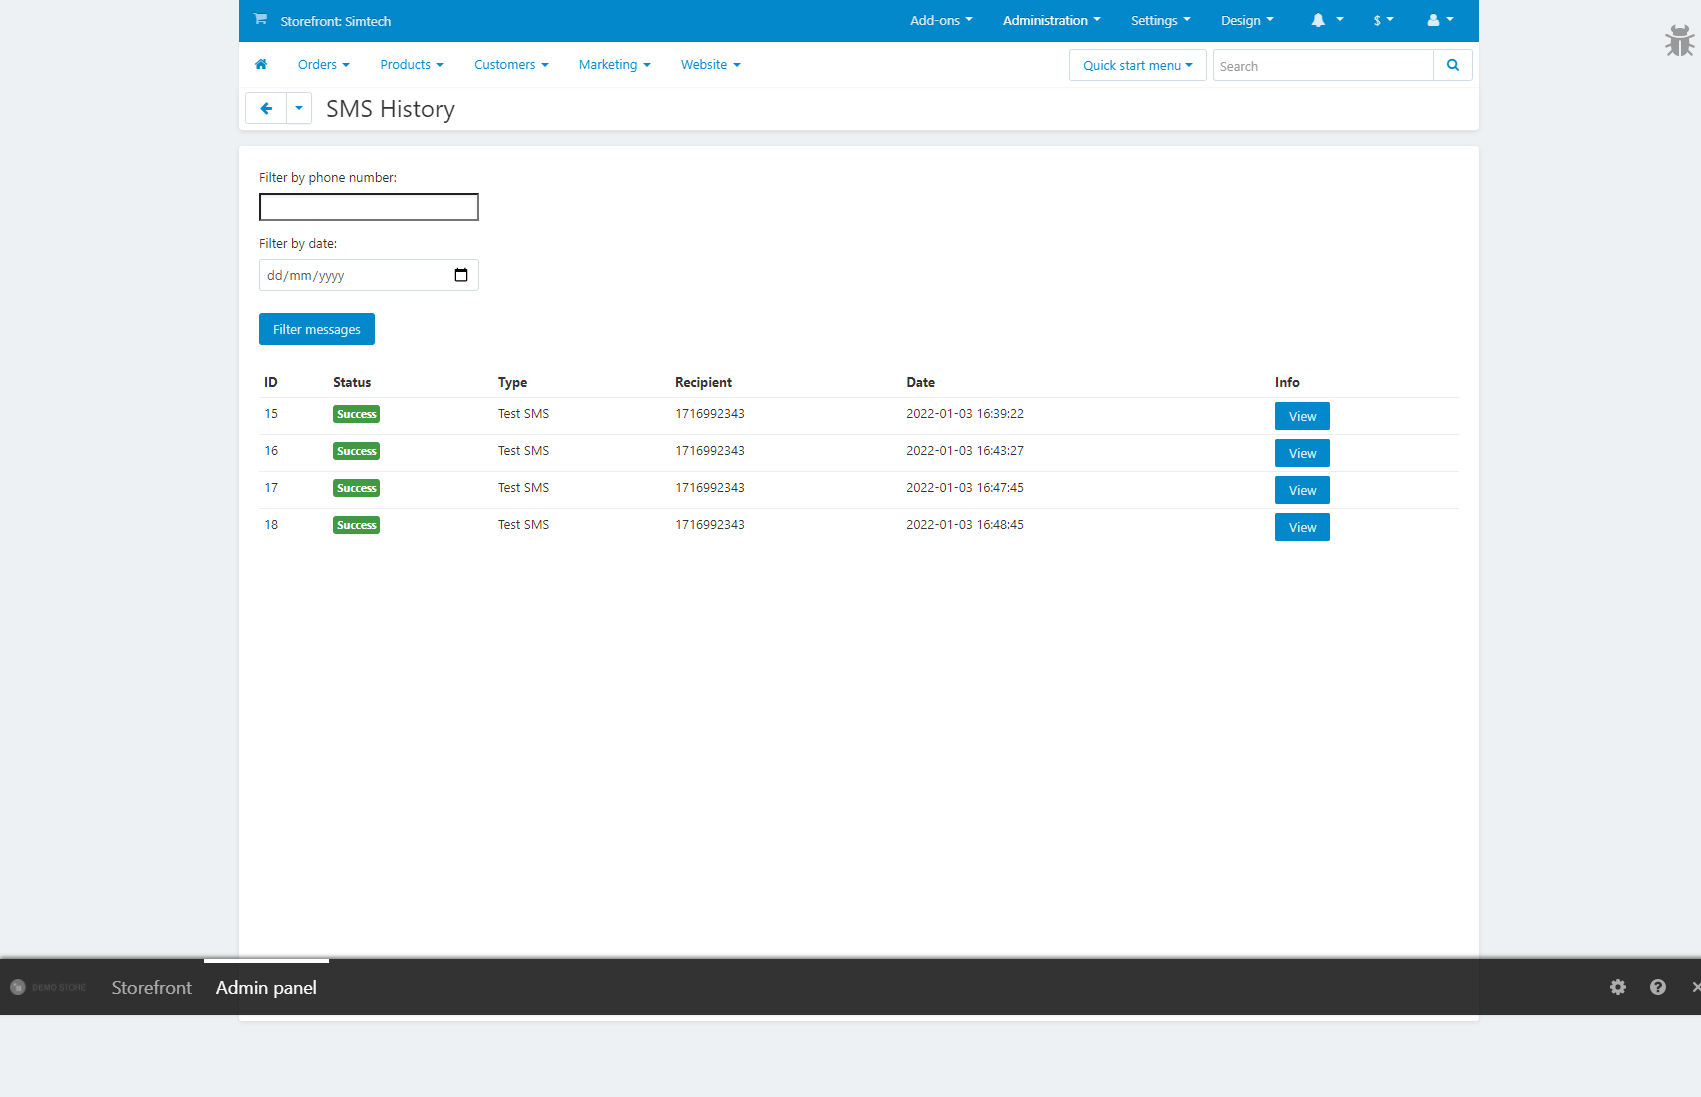 Storefront: Simtech Add-ons Administration Settings Design $
Orders Products Customers Marketing Website Quick start menu Search
SMS History
Filter by phone number:
Filter by date:
dd/mm/yyyy
Filter messages
ID Status Type Recipient Date Info
15 Success Test SMS 1716992343 2022-01-03 16:39:22 View
16 Success Test SMS 1716992343 2022-01-03 16:43:27 View
17 Success Test SMS 1716992343 2022-01-03 16:47:45 View
18 Success Test SMS 1716992343 2022-01-03 16:48:45 View
DEMO STORE Storefront Admin panel